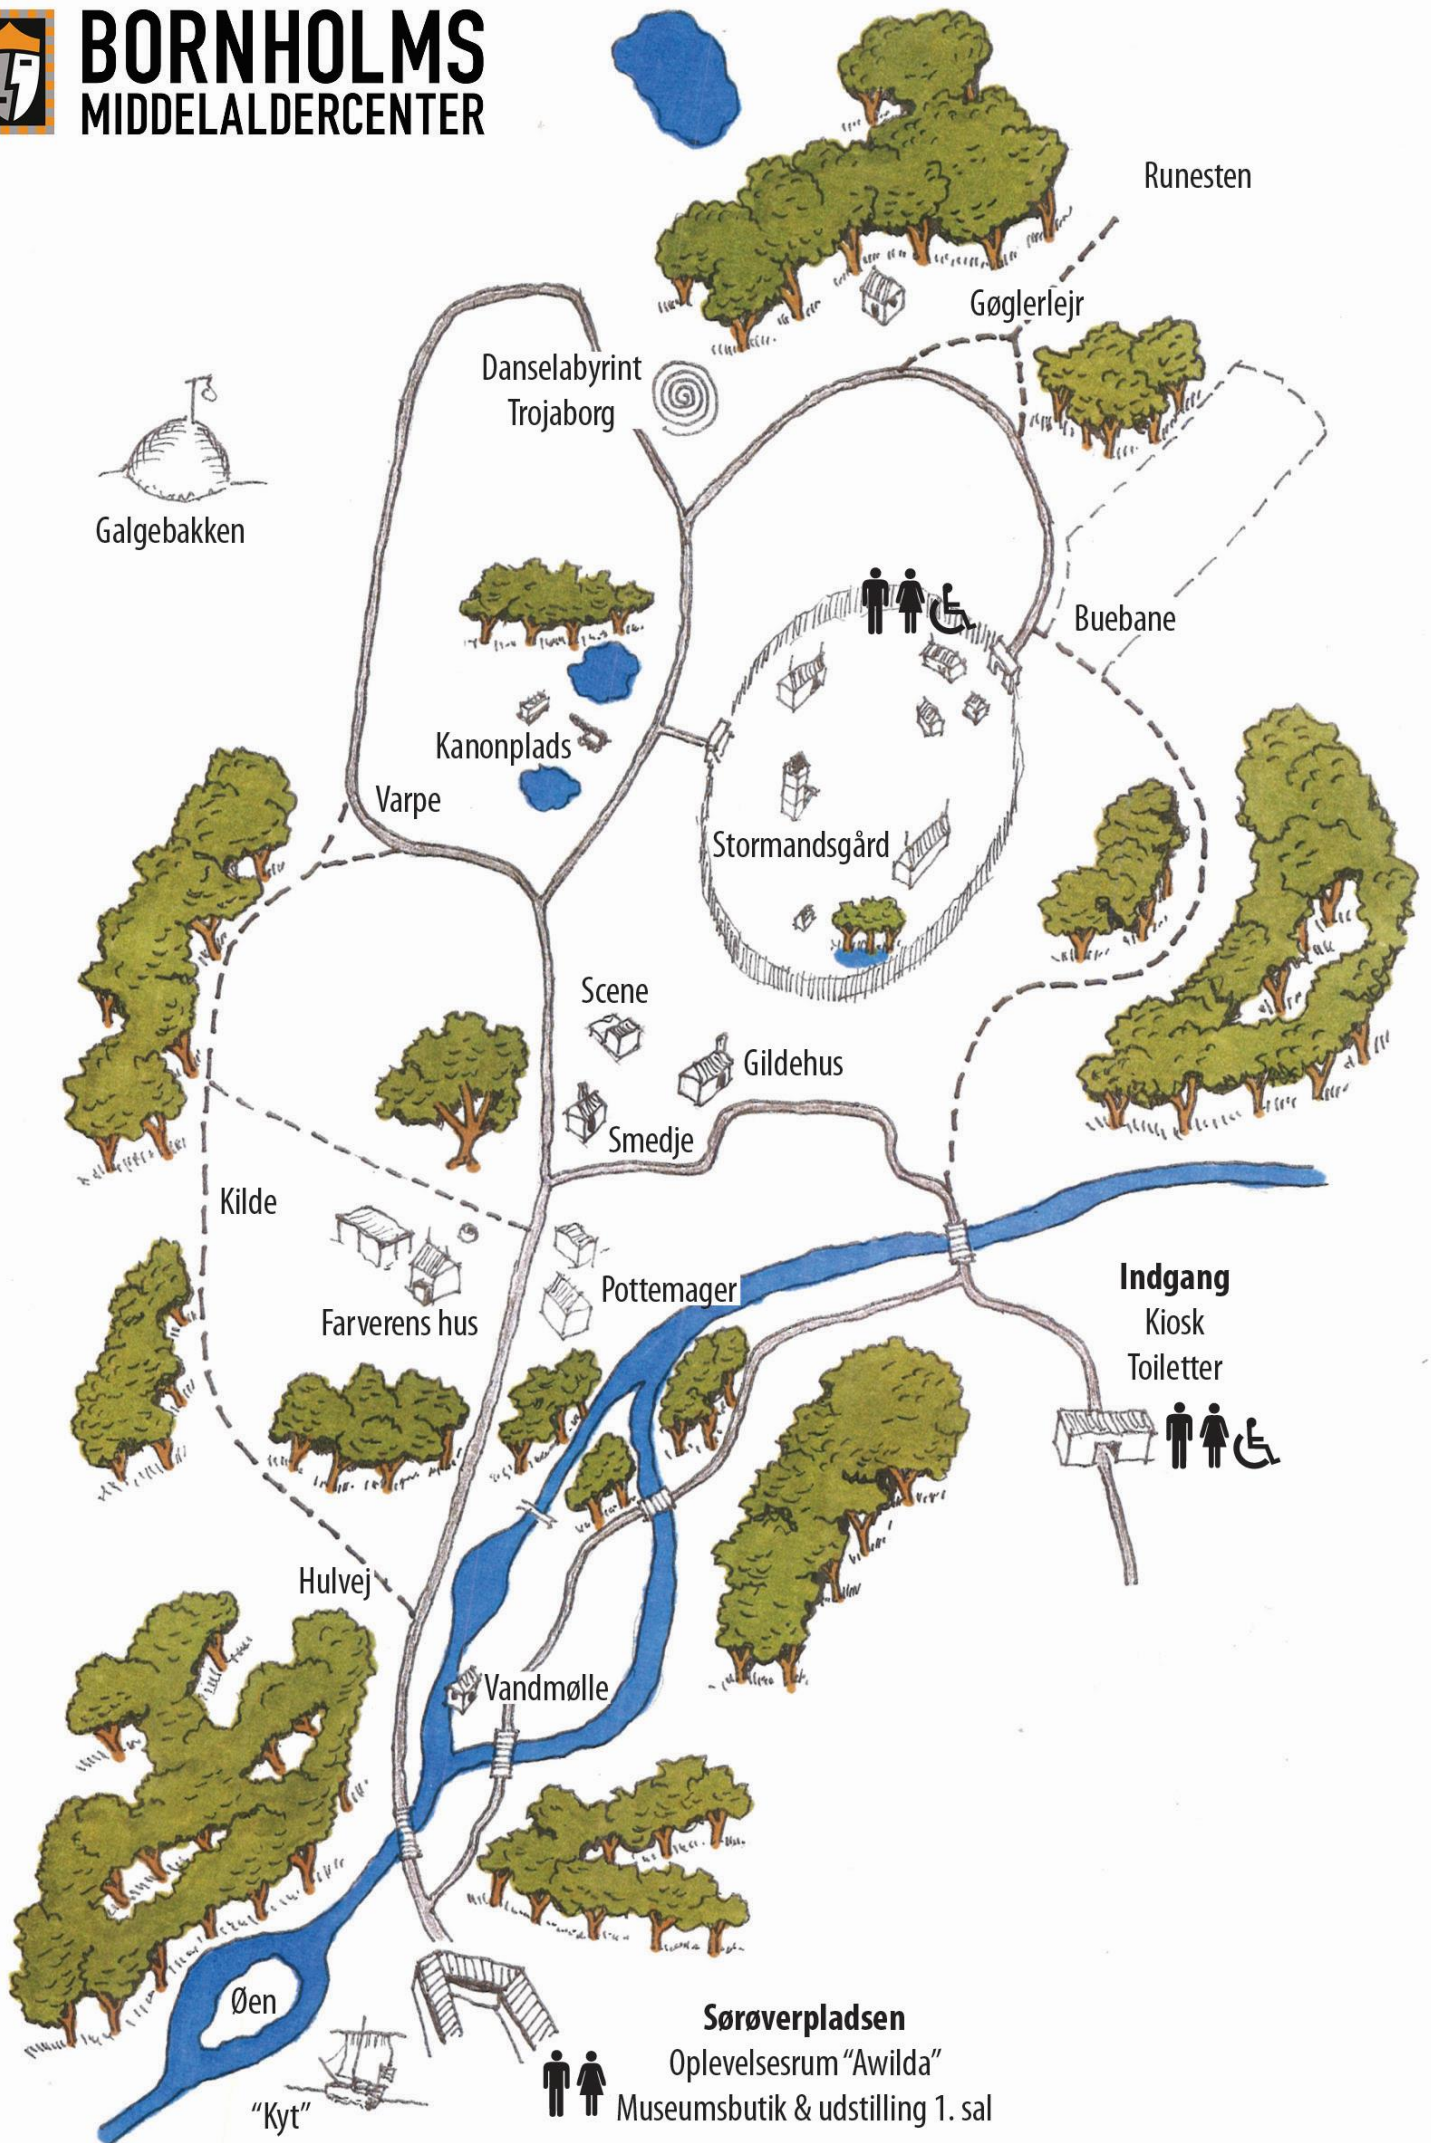 BORNHOLMS
MIDDELALDERCENTER
Runesten
Gøglerlejr
Danselabyrint
Trojaborg
Galgebakken
Buebane
Kanonplads
Varpe
Stormandsgård
Scene
Gildehus
Smedje
Kilde
Pottemager
Farverens hus
Indgang
Kiosk
Toiletter
Hulvej
Vandmølle
Øen
Sørøverpladsen
Oplevelsesrum “Awilda”
“Kyt”
Museumsbutik & udstilling 1. sal